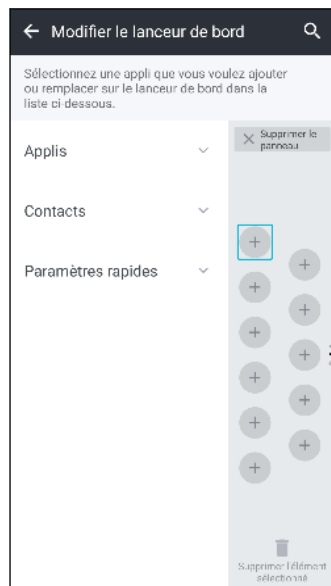 Modifier le lanceur de bord
Sélectionnez une appli que vous voulez ajouter
ou remplacer sur le lanceur de bord dans la
liste ci-dessous.
Applis
Contacts
Paramètres rapides
Supprimer le
panneau
Supprimer l'élément
sélectionné